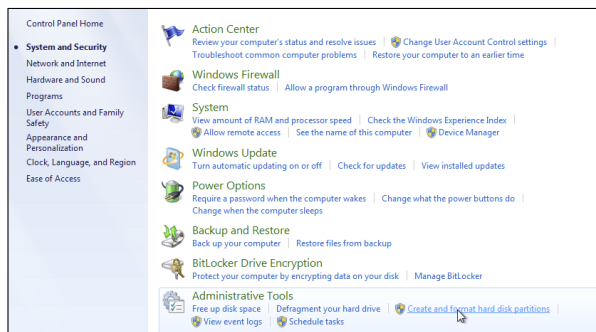 Control Panel Home
System and Security
Network and Internet
Hardware and Sound
Programs
User Accounts and Family
Safety
Appearance and
Personalization
Clock, Language, and Region
Ease of Access
Action Center
Review your computer's status and resolve issues Change User Account Control settings
Troubleshoot common computer problems Restore your computer to an earlier time
Windows Firewall
Check firewall status Allow a program through Windows Firewall
System
View amount of RAM and processor speed Check the Windows Experience Index
Allow remote access See the name of this computer Device Manager
Windows Update
Turn automatic updating on or off Check for updates View installed updates
Power Options
Require a password when the computer wakes Change what the power buttons do
Change when the computer sleeps
Backup and Restore
Back up your computer Restore files from backup
BitLocker Drive Encryption
Protect your computer by encrypting data on your disk Manage BitLocker
Administrative Tools
Free up disk space Defragment your hard drive Create and format hard disk partitions
View event logs Schedule tasks